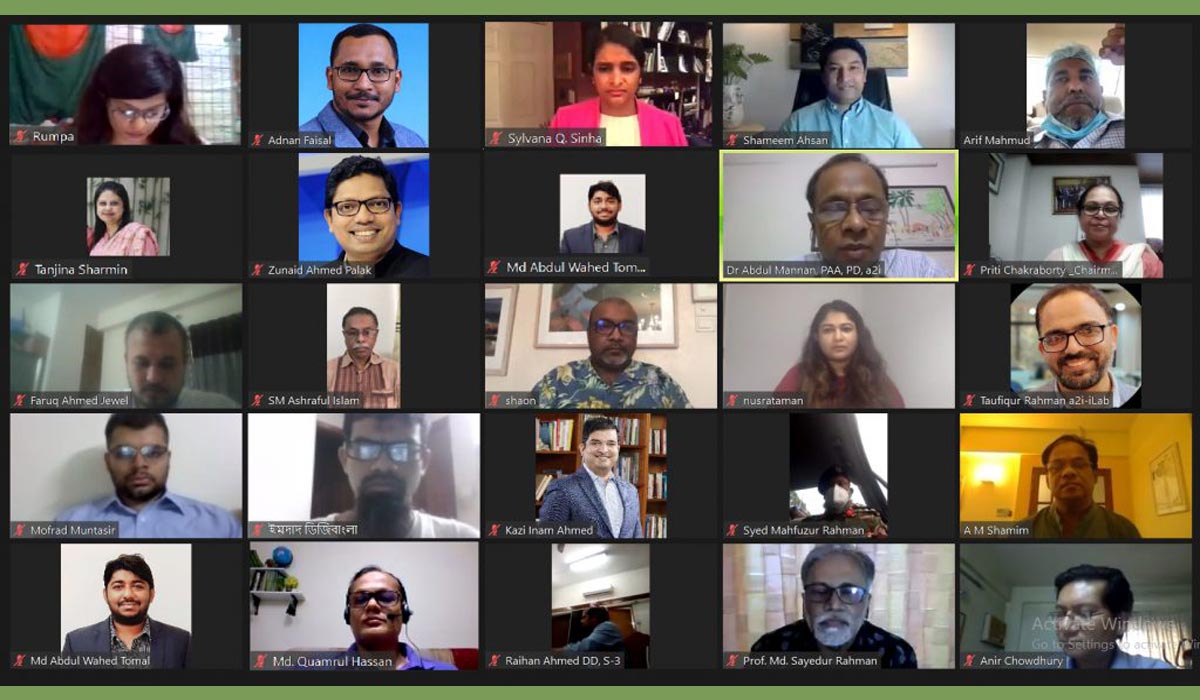 Rumpa
Adnan Faisal
Sylvana Q. Sinha
Shameem Ahsan
Arif Mahmud
Tanjina Sharmin
Zunaid Ahmed Palak
Md Abdul Wahed Tom...
Dr Abdul Mannan, PAA, PD, a2i
Priti Chakraborty _Chairm...
Faruq Ahmed Jewel
SM Ashraful Islam
shaon
nusrataman
Taufiqur Rahman a2i-iLab
Mofrad Muntasir
ইমদাদ ডিজিবাংলা
Kazi Inam Ahmed
Syed Mahfuzur Rahman
A M Shamim
Md Abdul Wahed Tomal
Md. Quamrul Hassan
Raihan Ahmed DD, S-3
Prof. Md. Sayedur Rahman
Anir Chowdhury
Activate Windows
Go to Settings to activate